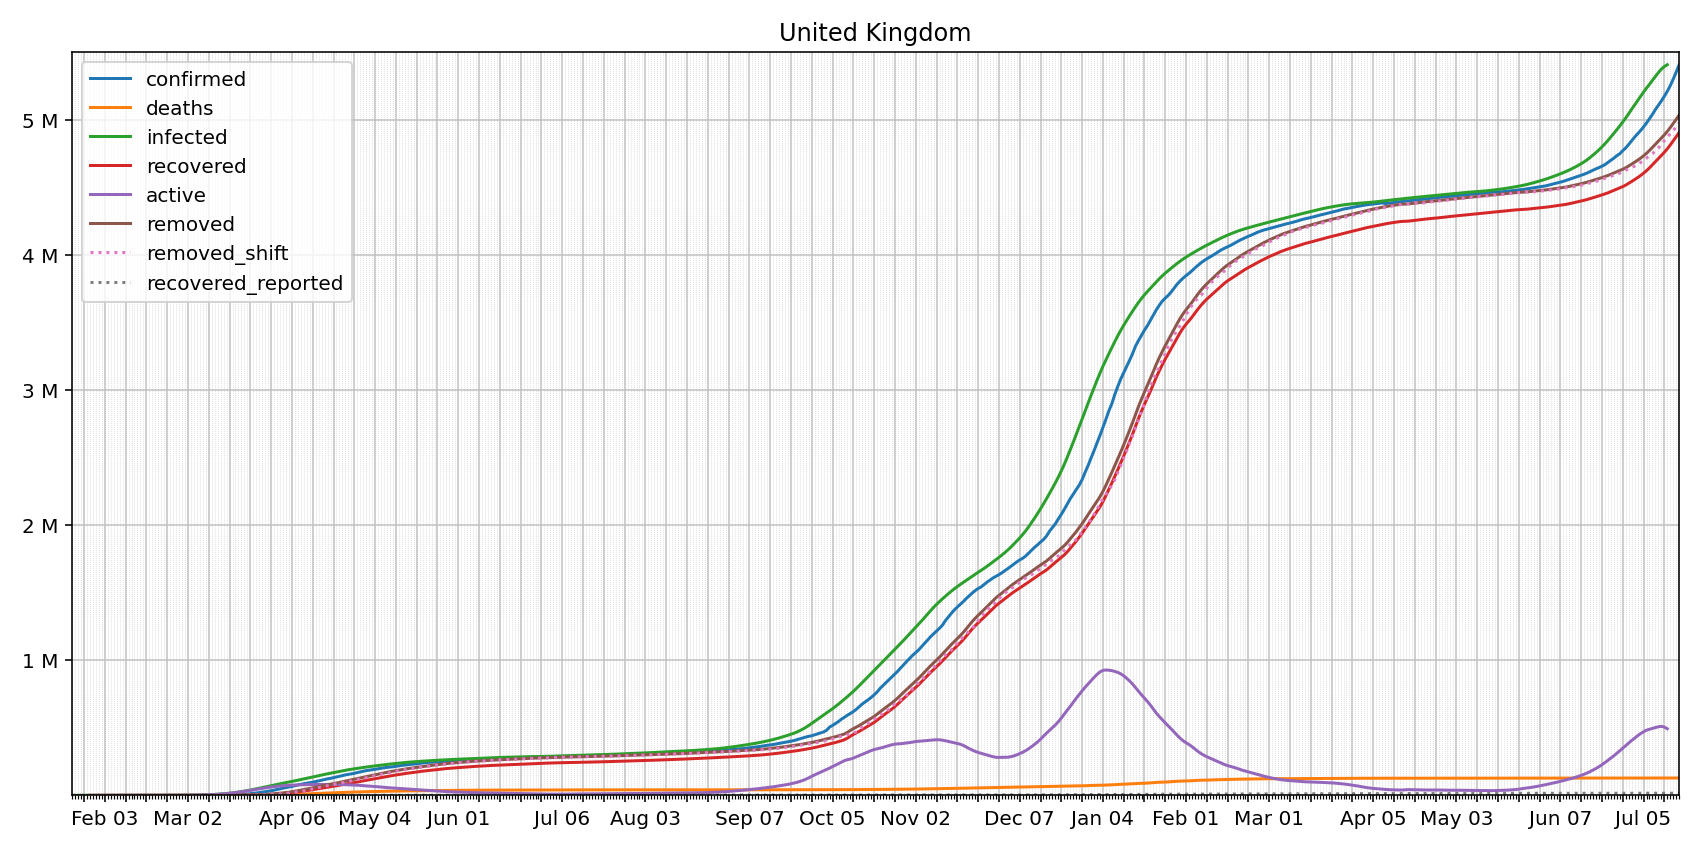 United Kingdom
confirmed
deaths
infected
recovered
active
removed
removed_shift
recovered_reported
5 M
4 M
3 M
2 M
1 M
Feb 03 Mar 02 Apr 06 May 04 Jun 01 Jul 06 Aug 03 Sep 07 Oct 05 Nov 02 Dec 07 Jan 04 Feb 01 Mar 01 Apr 05 May 03 Jun 07 Jul 05